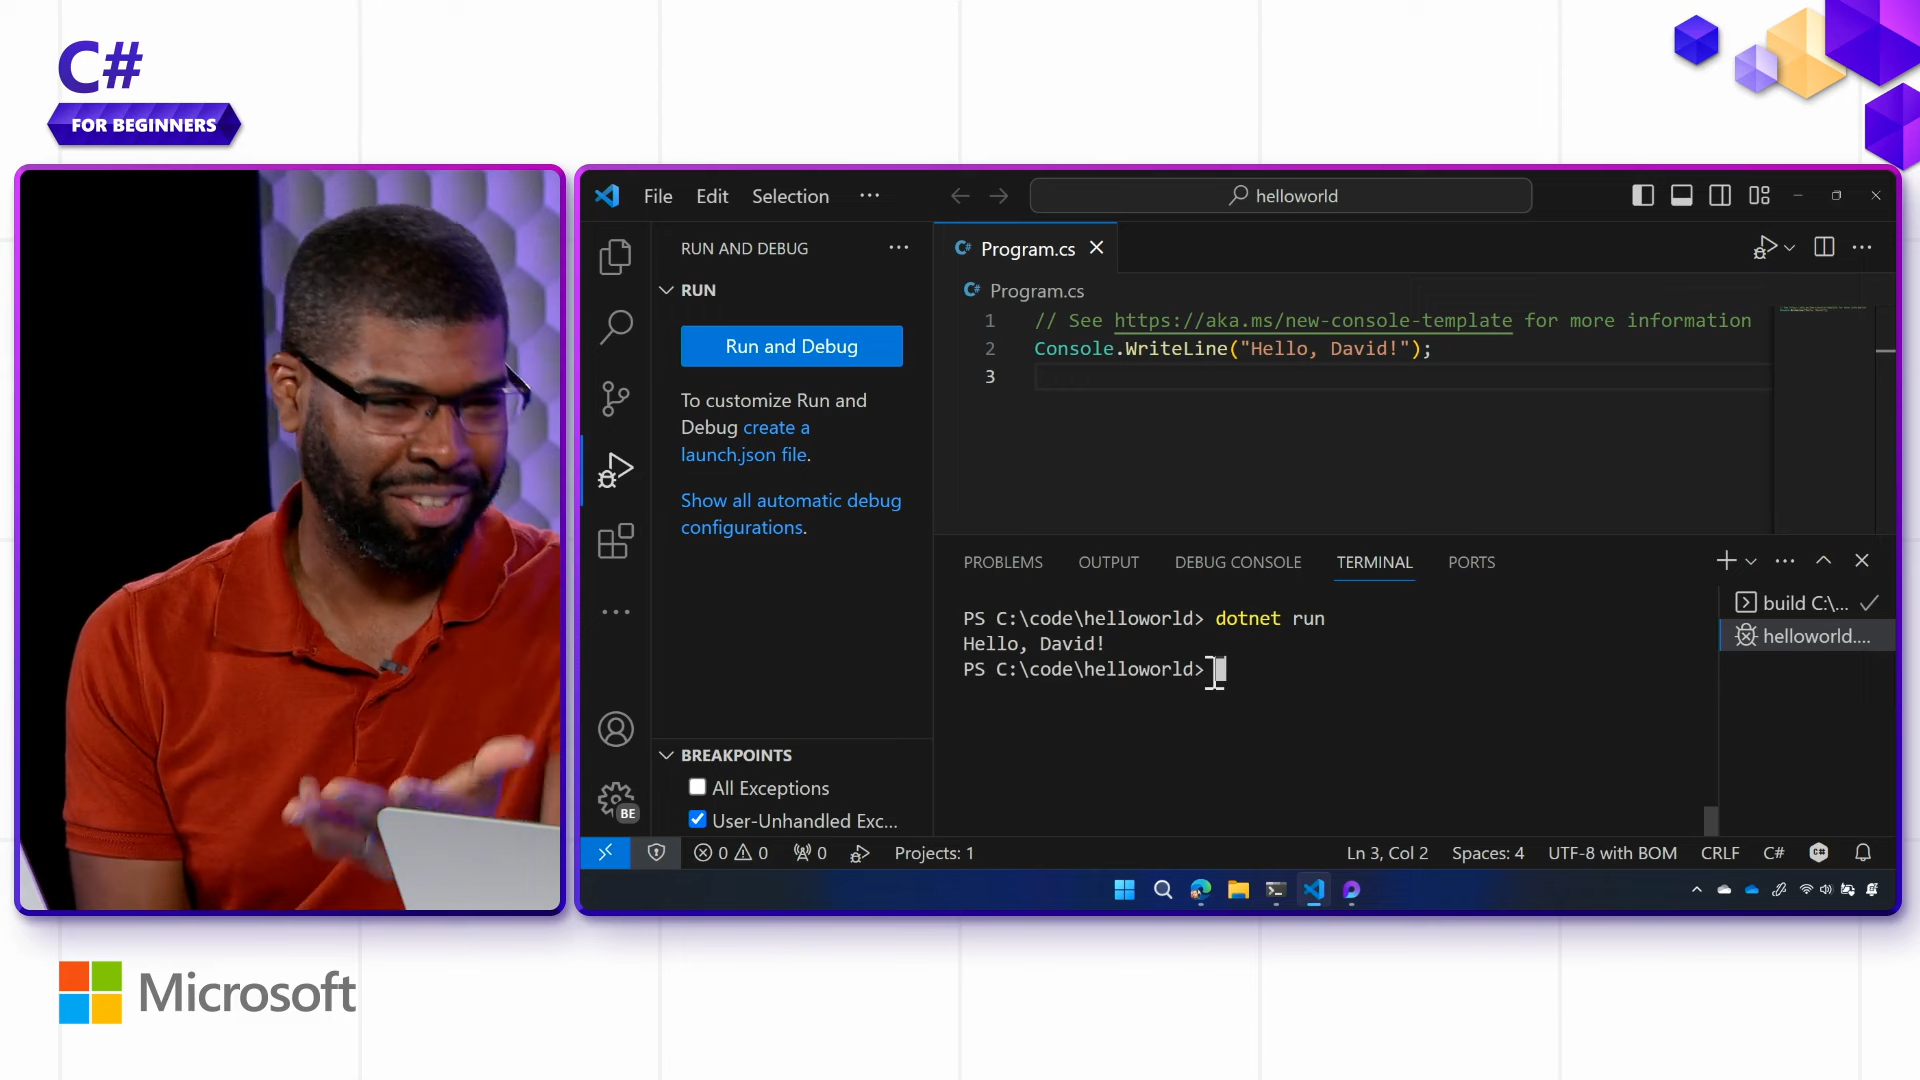 C#
FOR BEGINNERS
File Edit Selection ··· helloworld
RUN AND DEBUG ···
RUN
Run and Debug
To customize Run and
Debug create a
launch.json file.
Show all automatic debug
configurations.
BREAKPOINTS
All Exceptions
User-Unhandled Exc...
BE
Program.cs
Program.cs
1 // See https://aka.ms/new-console-template for more information
2 Console.WriteLine("Hello, David!");
3
PROBLEMS OUTPUT DEBUG CONSOLE TERMINAL PORTS
PS C:\code\helloworld> dotnet run
Hello, David!
PS C:\code\helloworld>
build C:\...
helloworld....
0 0 0 Projects: 1 Ln 3, Col 2 Spaces: 4 UTF-8 with BOM CRLF C#
Microsoft